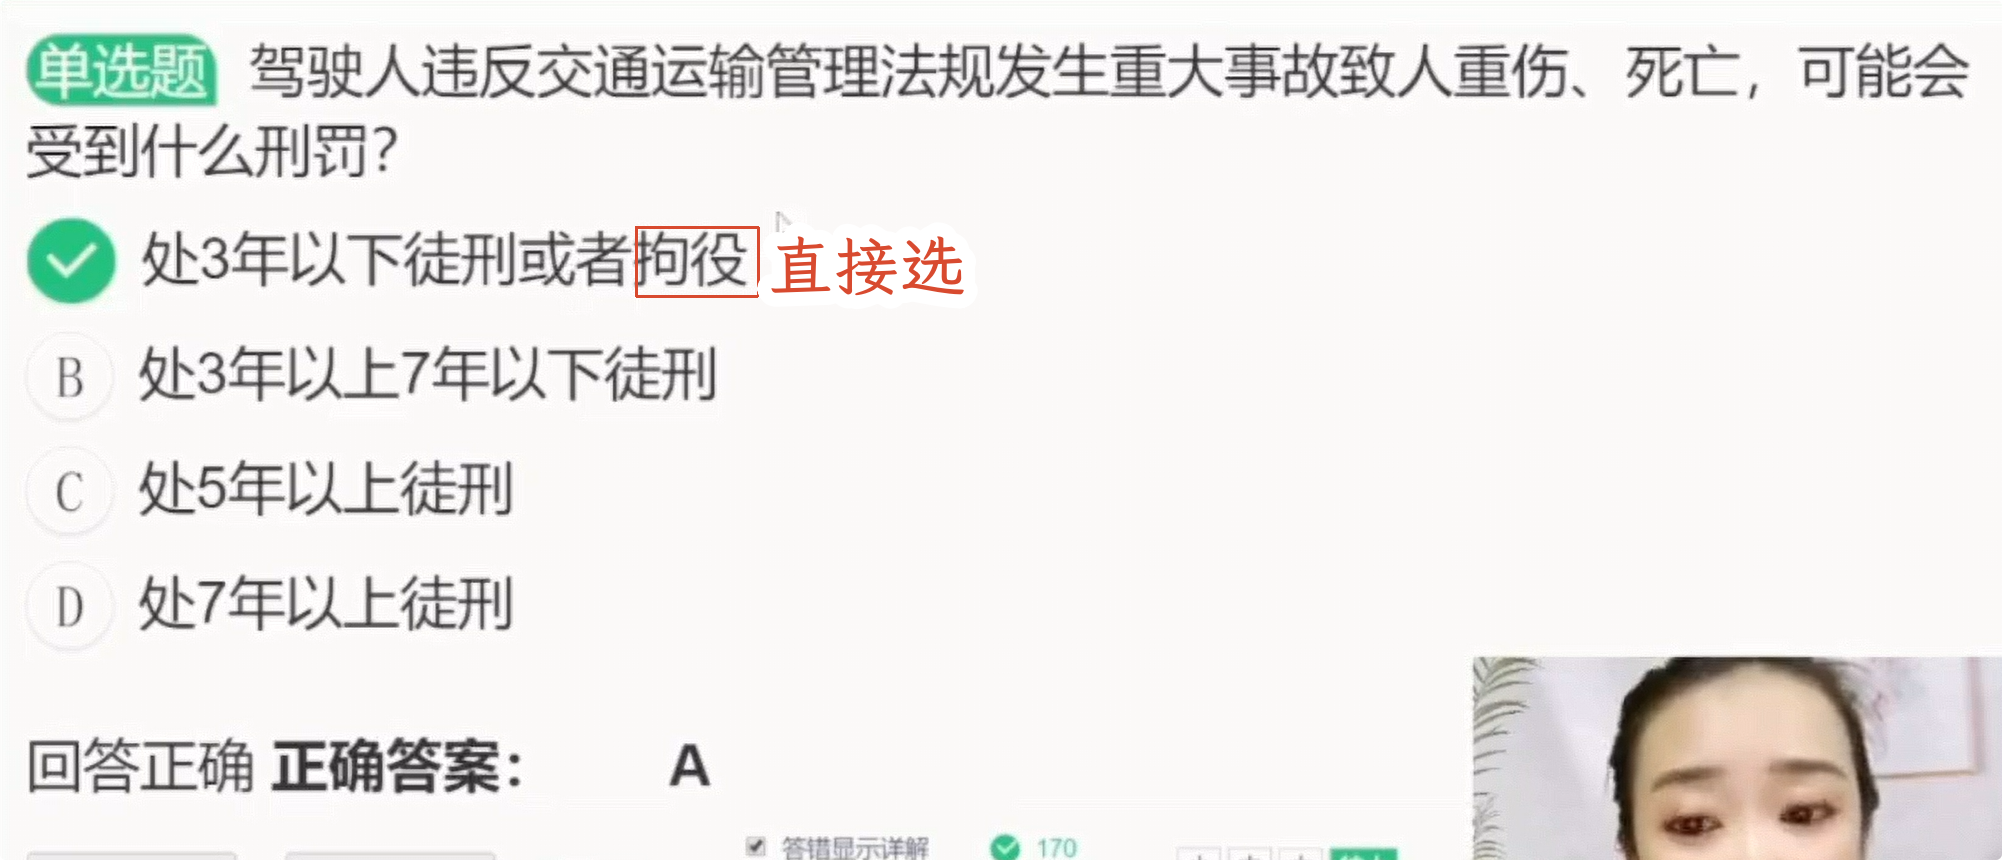 单选题 驾驶人违反交通运输管理法规发生重大事故致人重伤、死亡，可能会
受到什么刑罚？
处3年以下徒刑或者拘役 直接选
B 处3年以上7年以下徒刑
C 处5年以上徒刑
D 处7年以上徒刑
回答正确 正确答案： A
答错显示详解 170